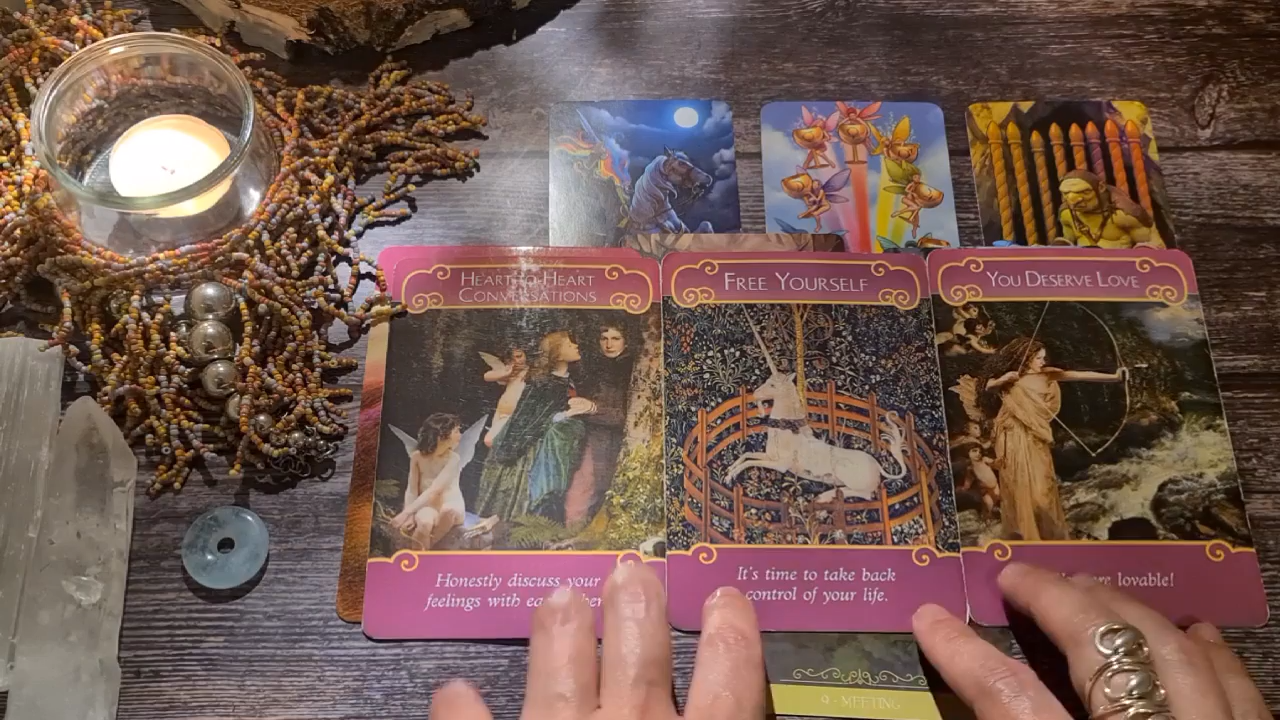 HEART-TO-HEART
CONVERSATIONS
FREE YOURSELF
YOU DESERVE LOVE
Honestly discuss your
feelings with
It's time to take back
control of your life.
lovable!
9 - MEETING